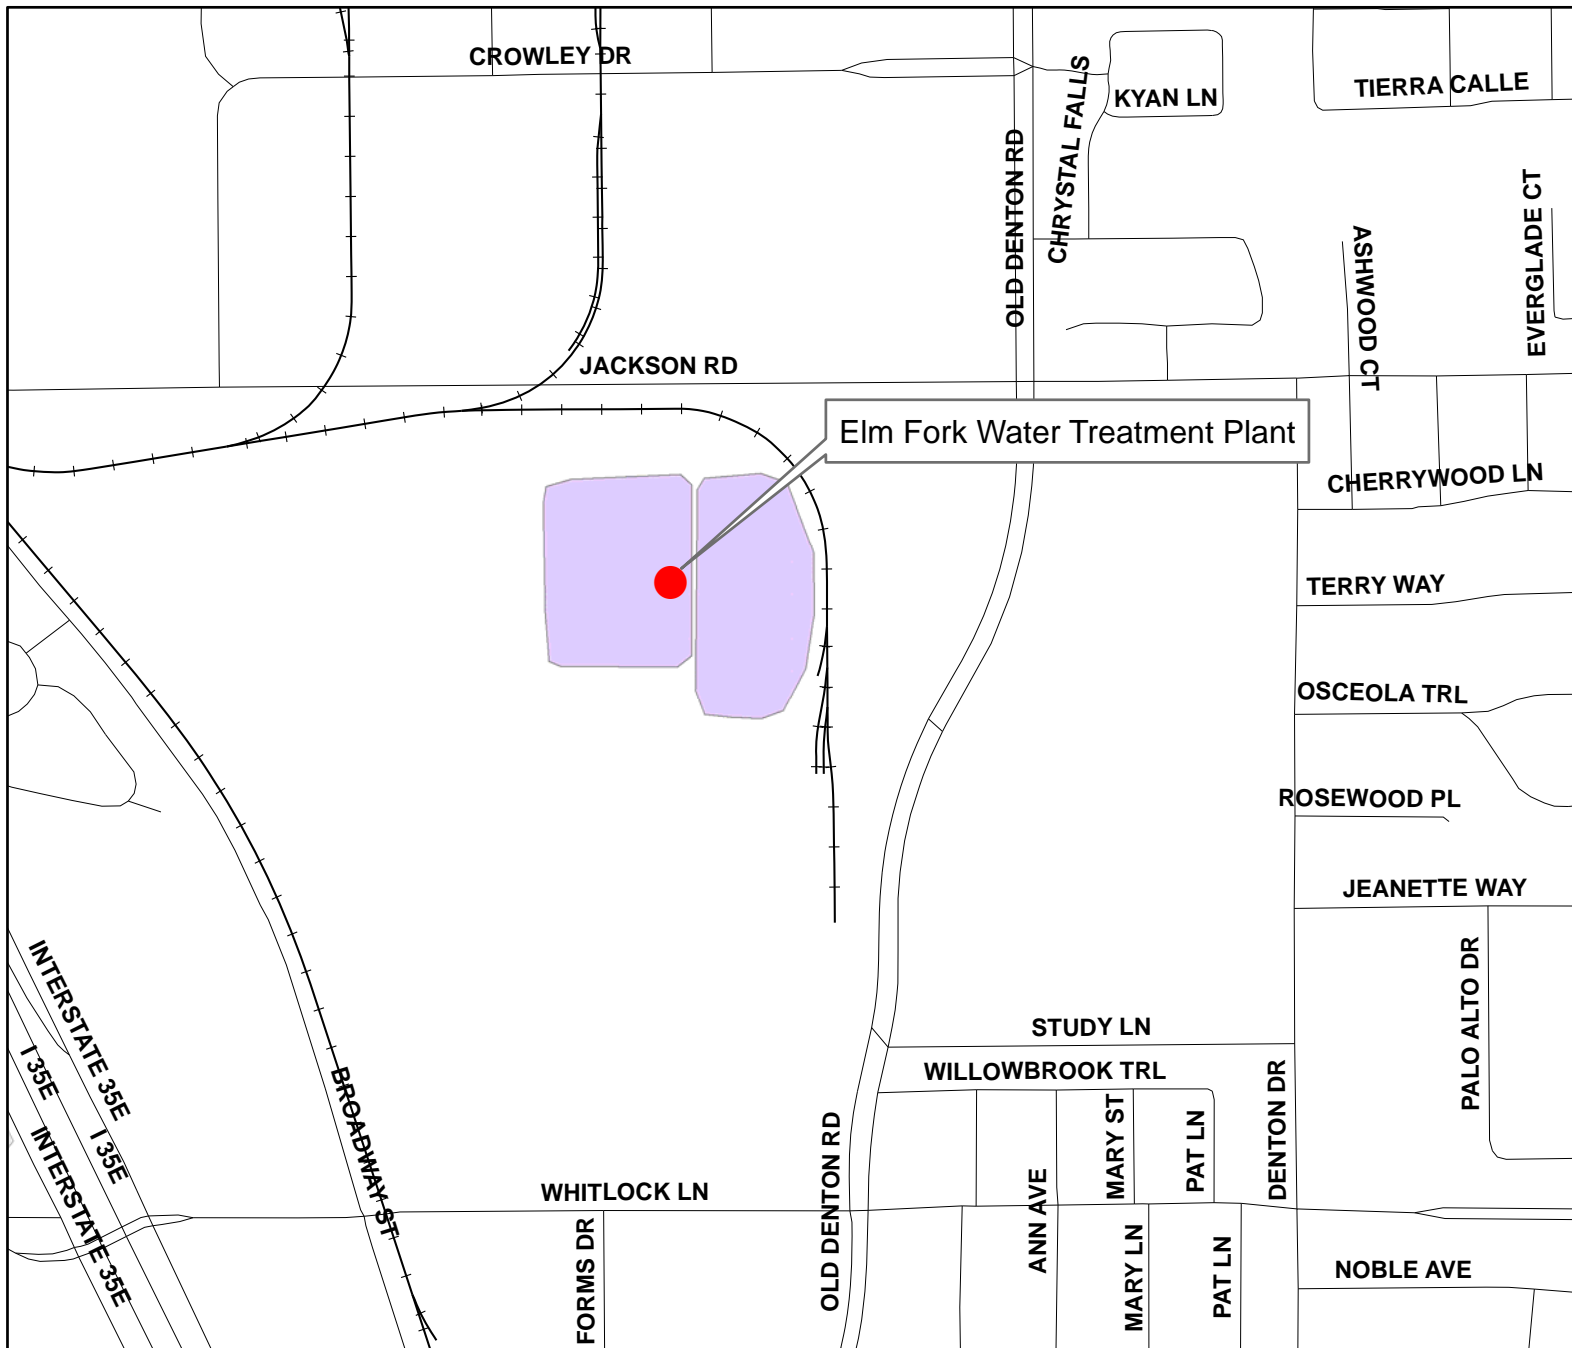 CROWLEY DR
CHRYSTAL FALLS
KYAN LN
TIERRA CALLE
OLD DENTON RD
EVERGLADE CT
ASHWOOD CT
JACKSON RD
Elm Fork Water Treatment Plant
CHERRYWOOD LN
TERRY WAY
OSCEOLA TRL
ROSEWOOD PL
JEANETTE WAY
INTERSTATE 35E
PALO ALTO DR
STUDY LN
I 35E
WILLOWBROOK TRL
BROADWAY ST
DENTON DR
MARY ST
PAT LN
OLD DENTON RD
I 35E
INTERSTATE 35E
WHITLOCK LN
ANN AVE
FORMS DR
MARY LN
PAT LN
NOBLE AVE